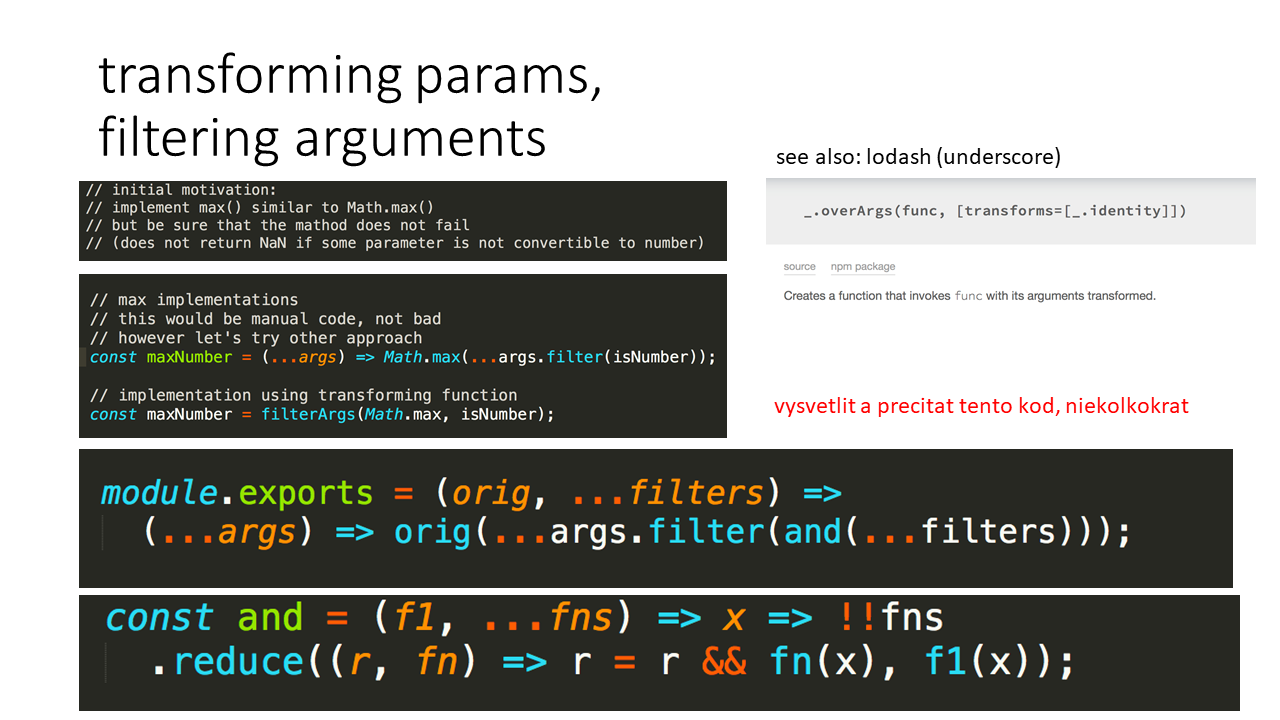 transforming params,
filtering arguments
see also: lodash (underscore)
// initial motivation:
// implement max() similar to Math.max()
// but be sure that the mathod does not fail
// (does not return NaN if some parameter is not convertible to number)
_.overArgs(func, [transforms=[_.identity]])
source npm package
Creates a function that invokes func with its arguments transformed.
// max implementations
// this would be manual code, not bad
// however let's try other approach
const maxNumber = (...args) => Math.max(...args.filter(isNumber));
// implementation using transforming function
const maxNumber = filterArgs(Math.max, isNumber);
vysvetlit a precitat tento kod, niekolkokrat
module.exports = (orig, ...filters) =>
(...args) => orig(...args.filter(and(...filters)));
const and = (f1, ...fns) => x => !!fns
.reduce((r, fn) => r = r && fn(x), f1(x));